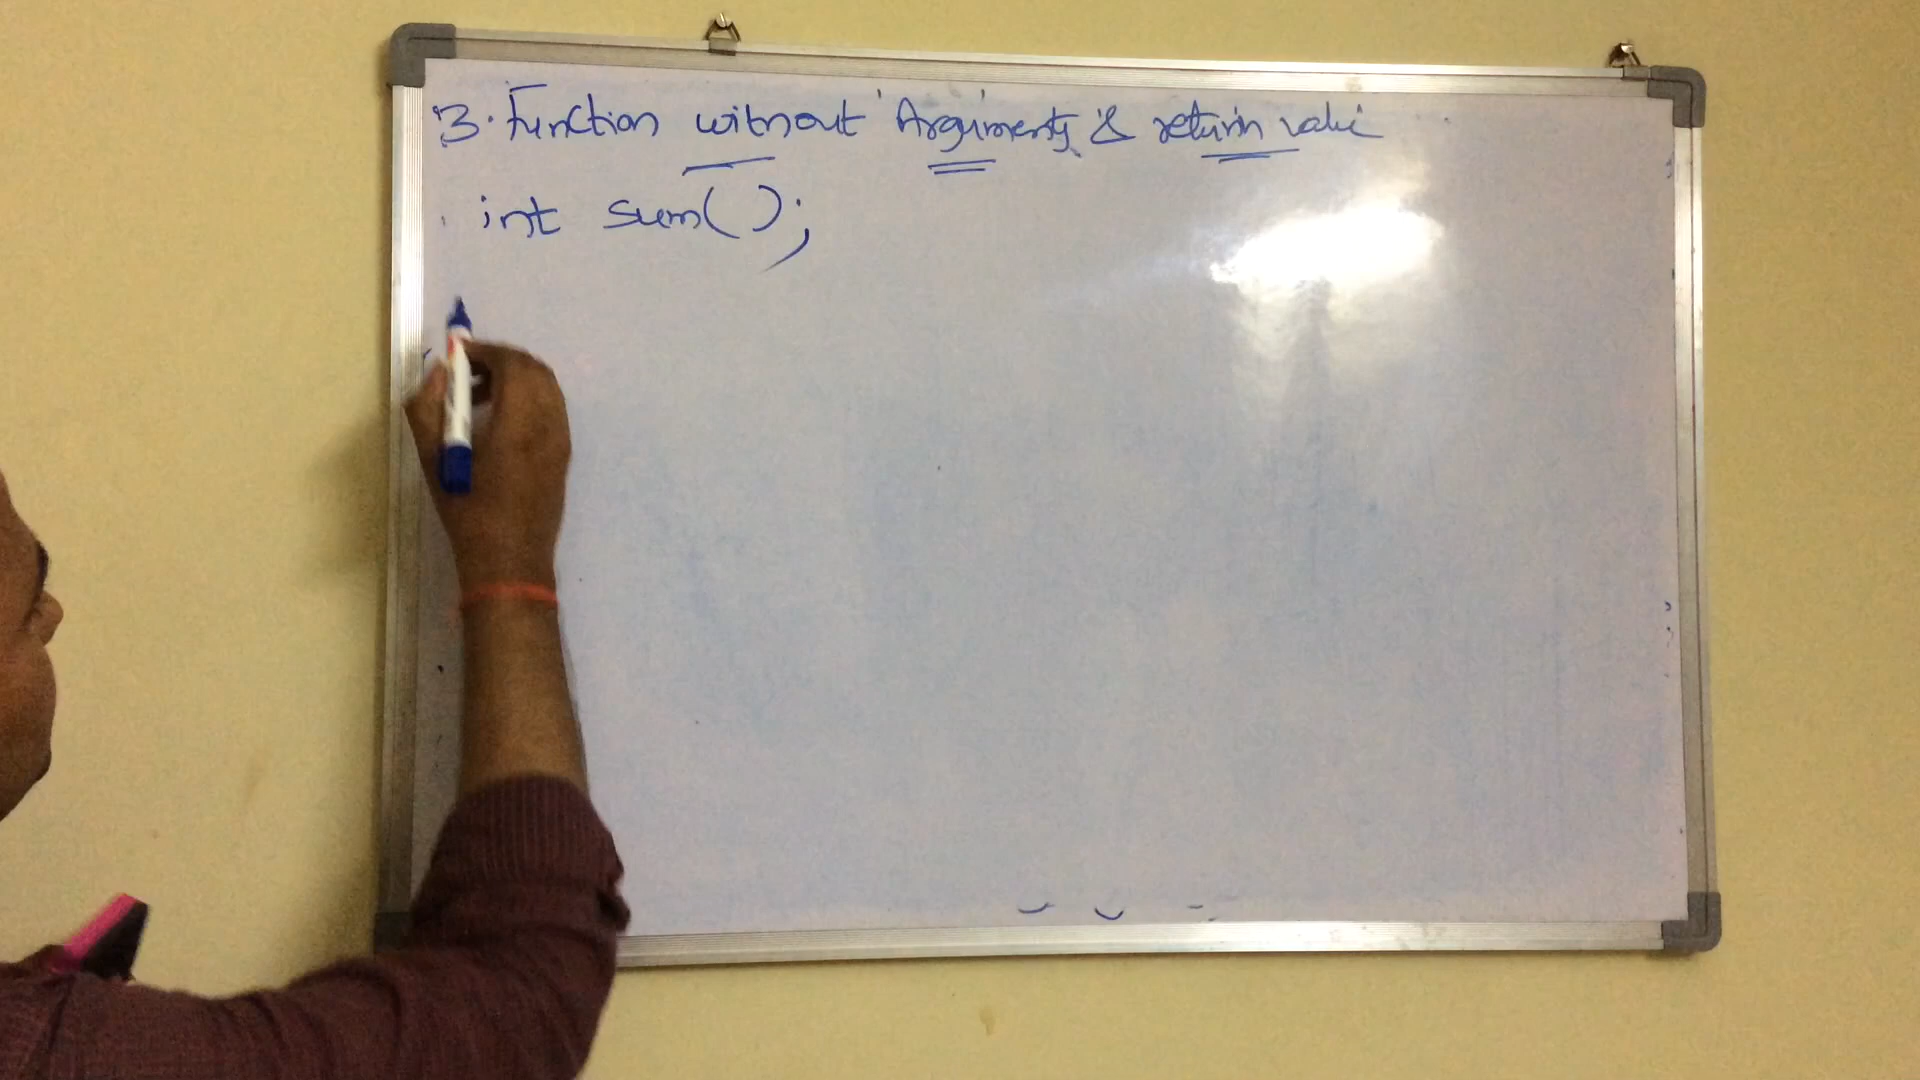 3. Function without Arguments & return value
int sum();